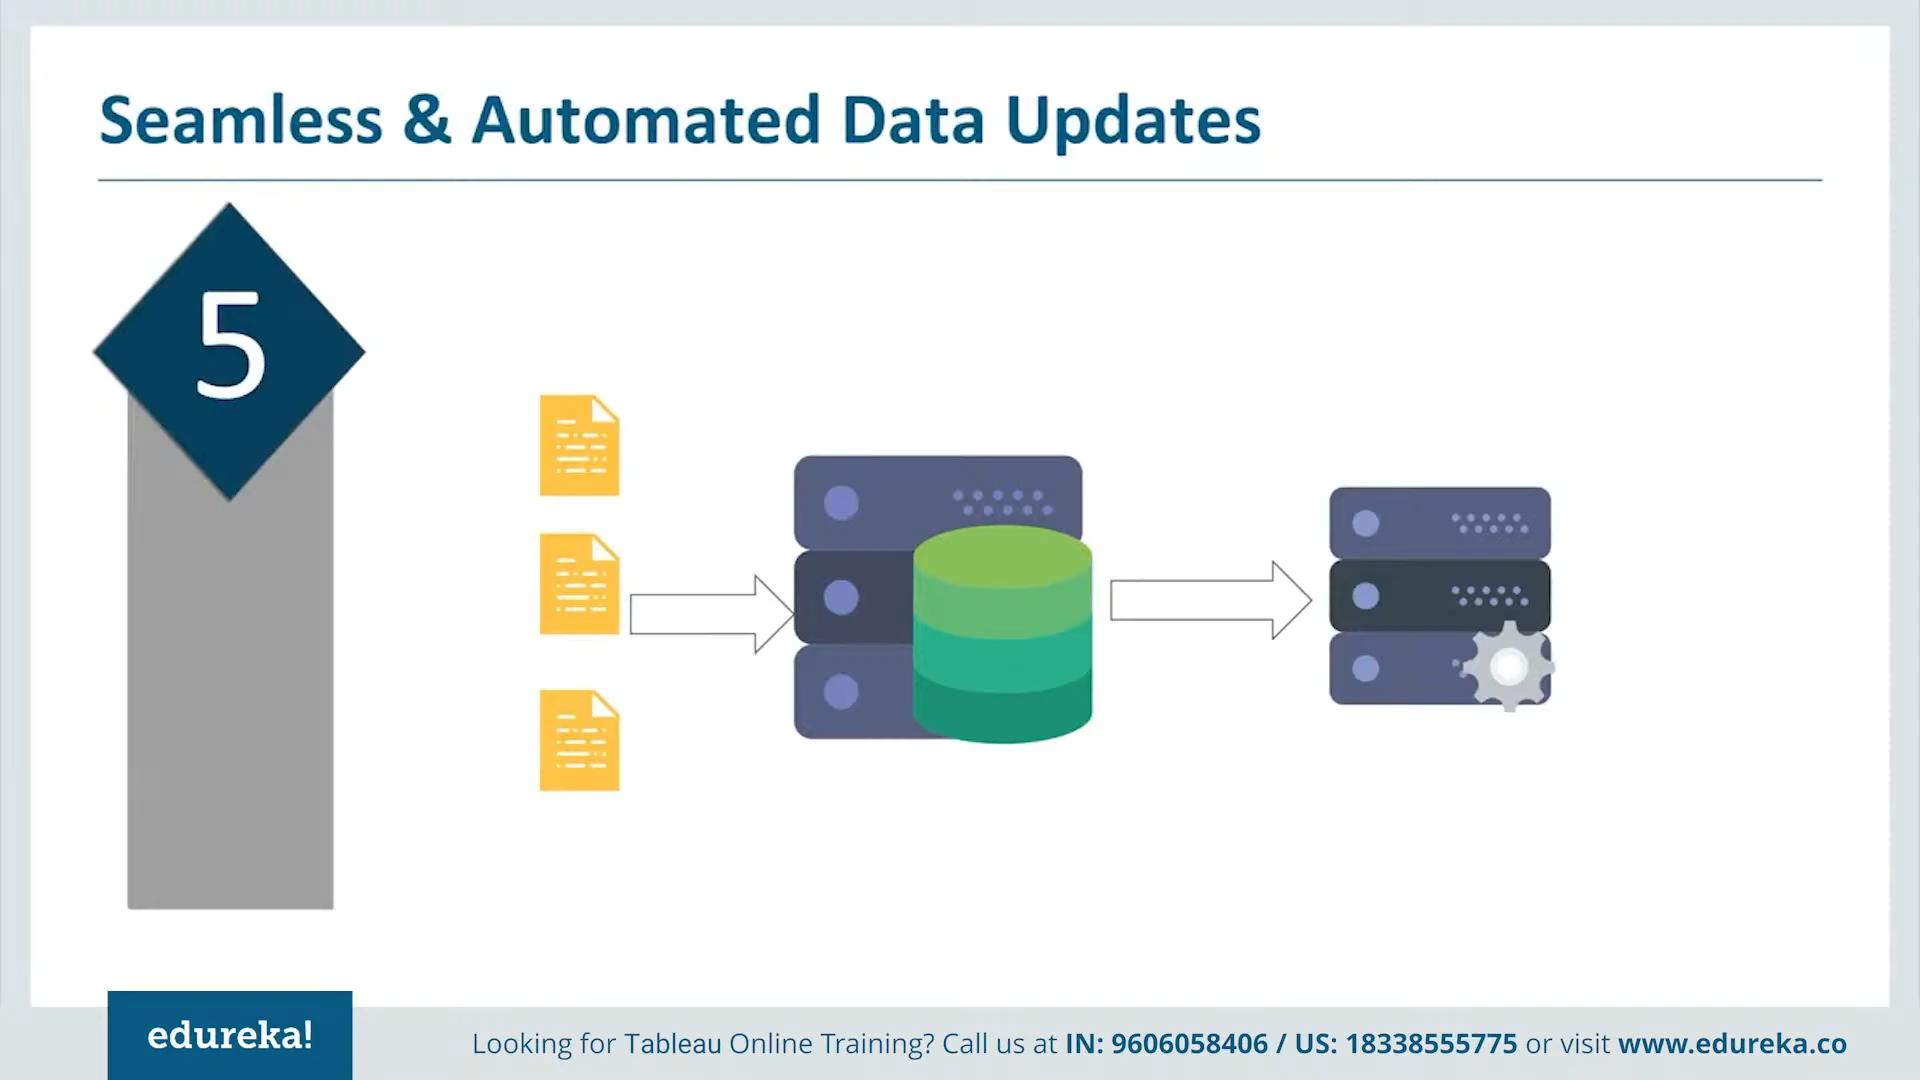 Seamless & Automated Data Updates
5
edureka!
Looking for Tableau Online Training? Call us at IN: 9606058406 / US: 18338555775 or visit www.edureka.co